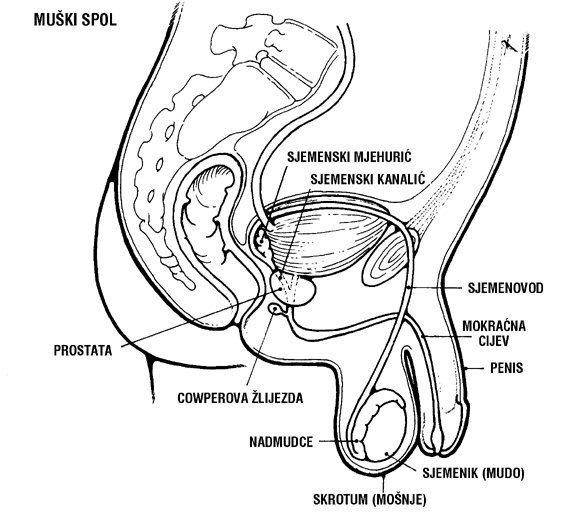 MUŠKI SPOL
SJEMENSKI MJEHURIĆ
SJEMENSKI KANALIĆ
SJEMENOVOD
MOKRAĆNA
CIJEV
PROSTATA
PENIS
COWPEROVA ŽLIJEZDA
NADMUDCE
SJEMENIK (MUDO)
SKROTUM (MOŠNJE)